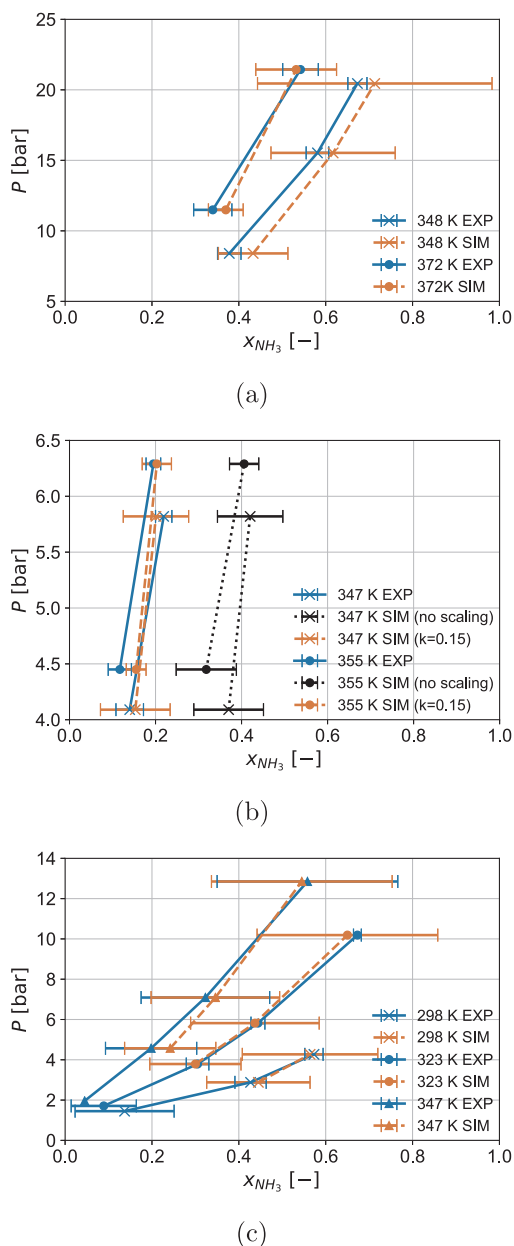 25
20
15
10
5
P [bar]
348 K EXP
348 K SIM
372 K EXP
372K SIM
0.0 0.2 0.4 0.6 0.8 1.0
xNH3 [−]
(a)
6.5
6.0
5.5
5.0
4.5
4.0
P [bar]
347 K EXP
347 K SIM (no scaling)
347 K SIM (k=0.15)
355 K EXP
355 K SIM (no scaling)
355 K SIM (k=0.15)
0.0 0.2 0.4 0.6 0.8 1.0
xNH3 [−]
(b)
14
12
10
8
6
4
2
0
P [bar]
298 K EXP
298 K SIM
323 K EXP
323 K SIM
347 K EXP
347 K SIM
0.0 0.2 0.4 0.6 0.8 1.0
xNH3 [−]
(c)